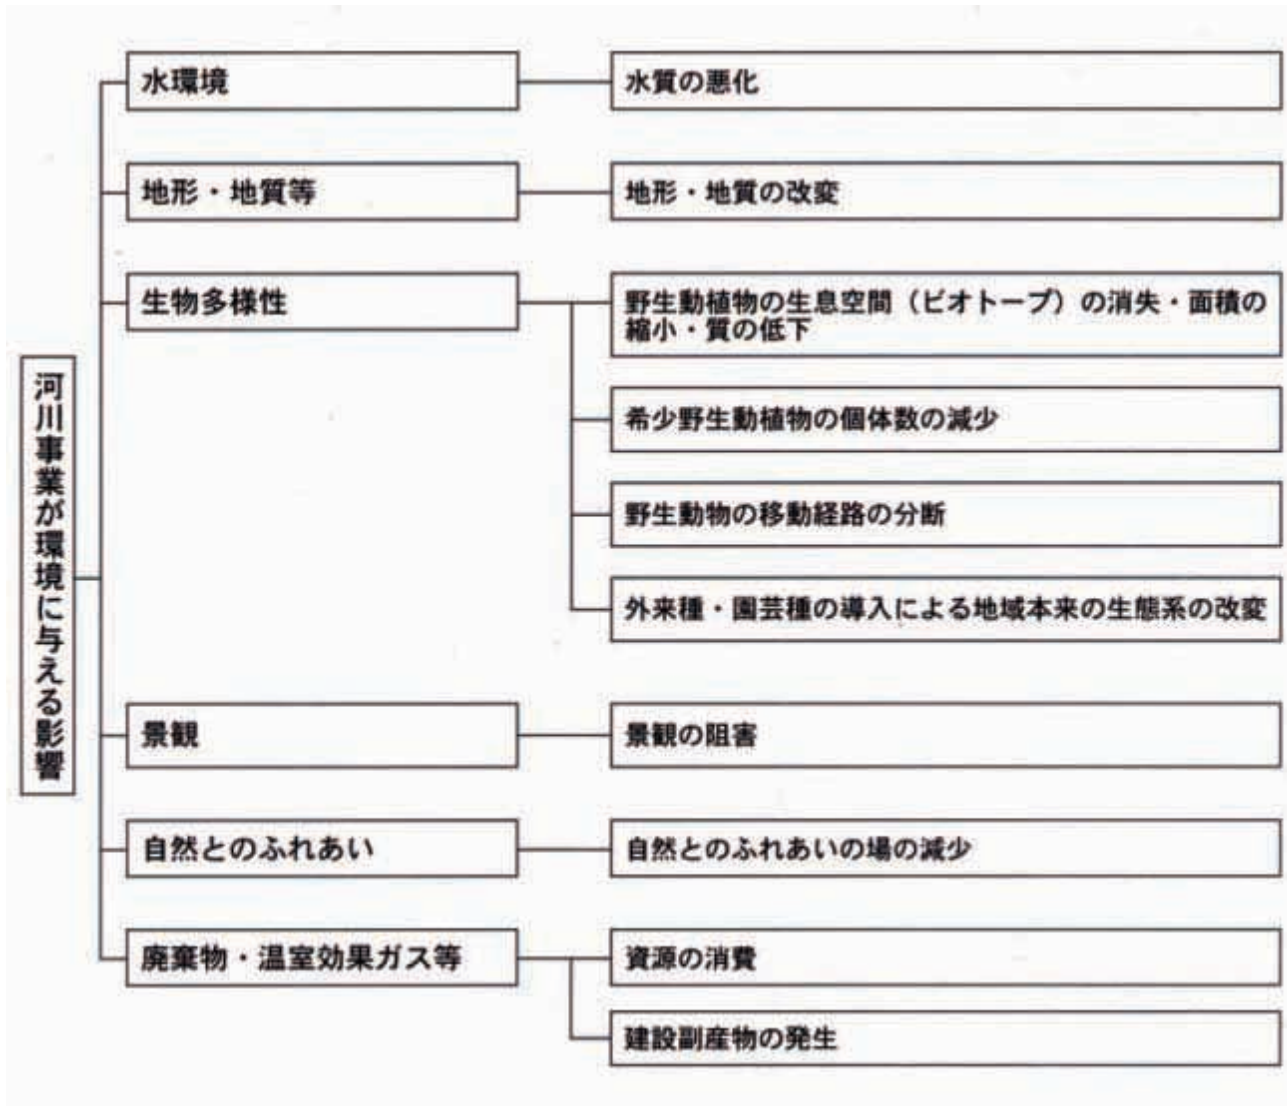 河川事業が環境に与える影響
水環境
水質の悪化
地形・地質等
地形・地質の改変
生物多様性
野生動植物の生息空間（ビオトープ）の消失・面積の
縮小・質の低下
希少野生動植物の個体数の減少
野生動物の移動経路の分断
外来種・園芸種の導入による地域本来の生態系の改変
景観
景観の阻害
自然とのふれあい
自然とのふれあいの場の減少
廃棄物・温室効果ガス等
資源の消費
建設副産物の発生